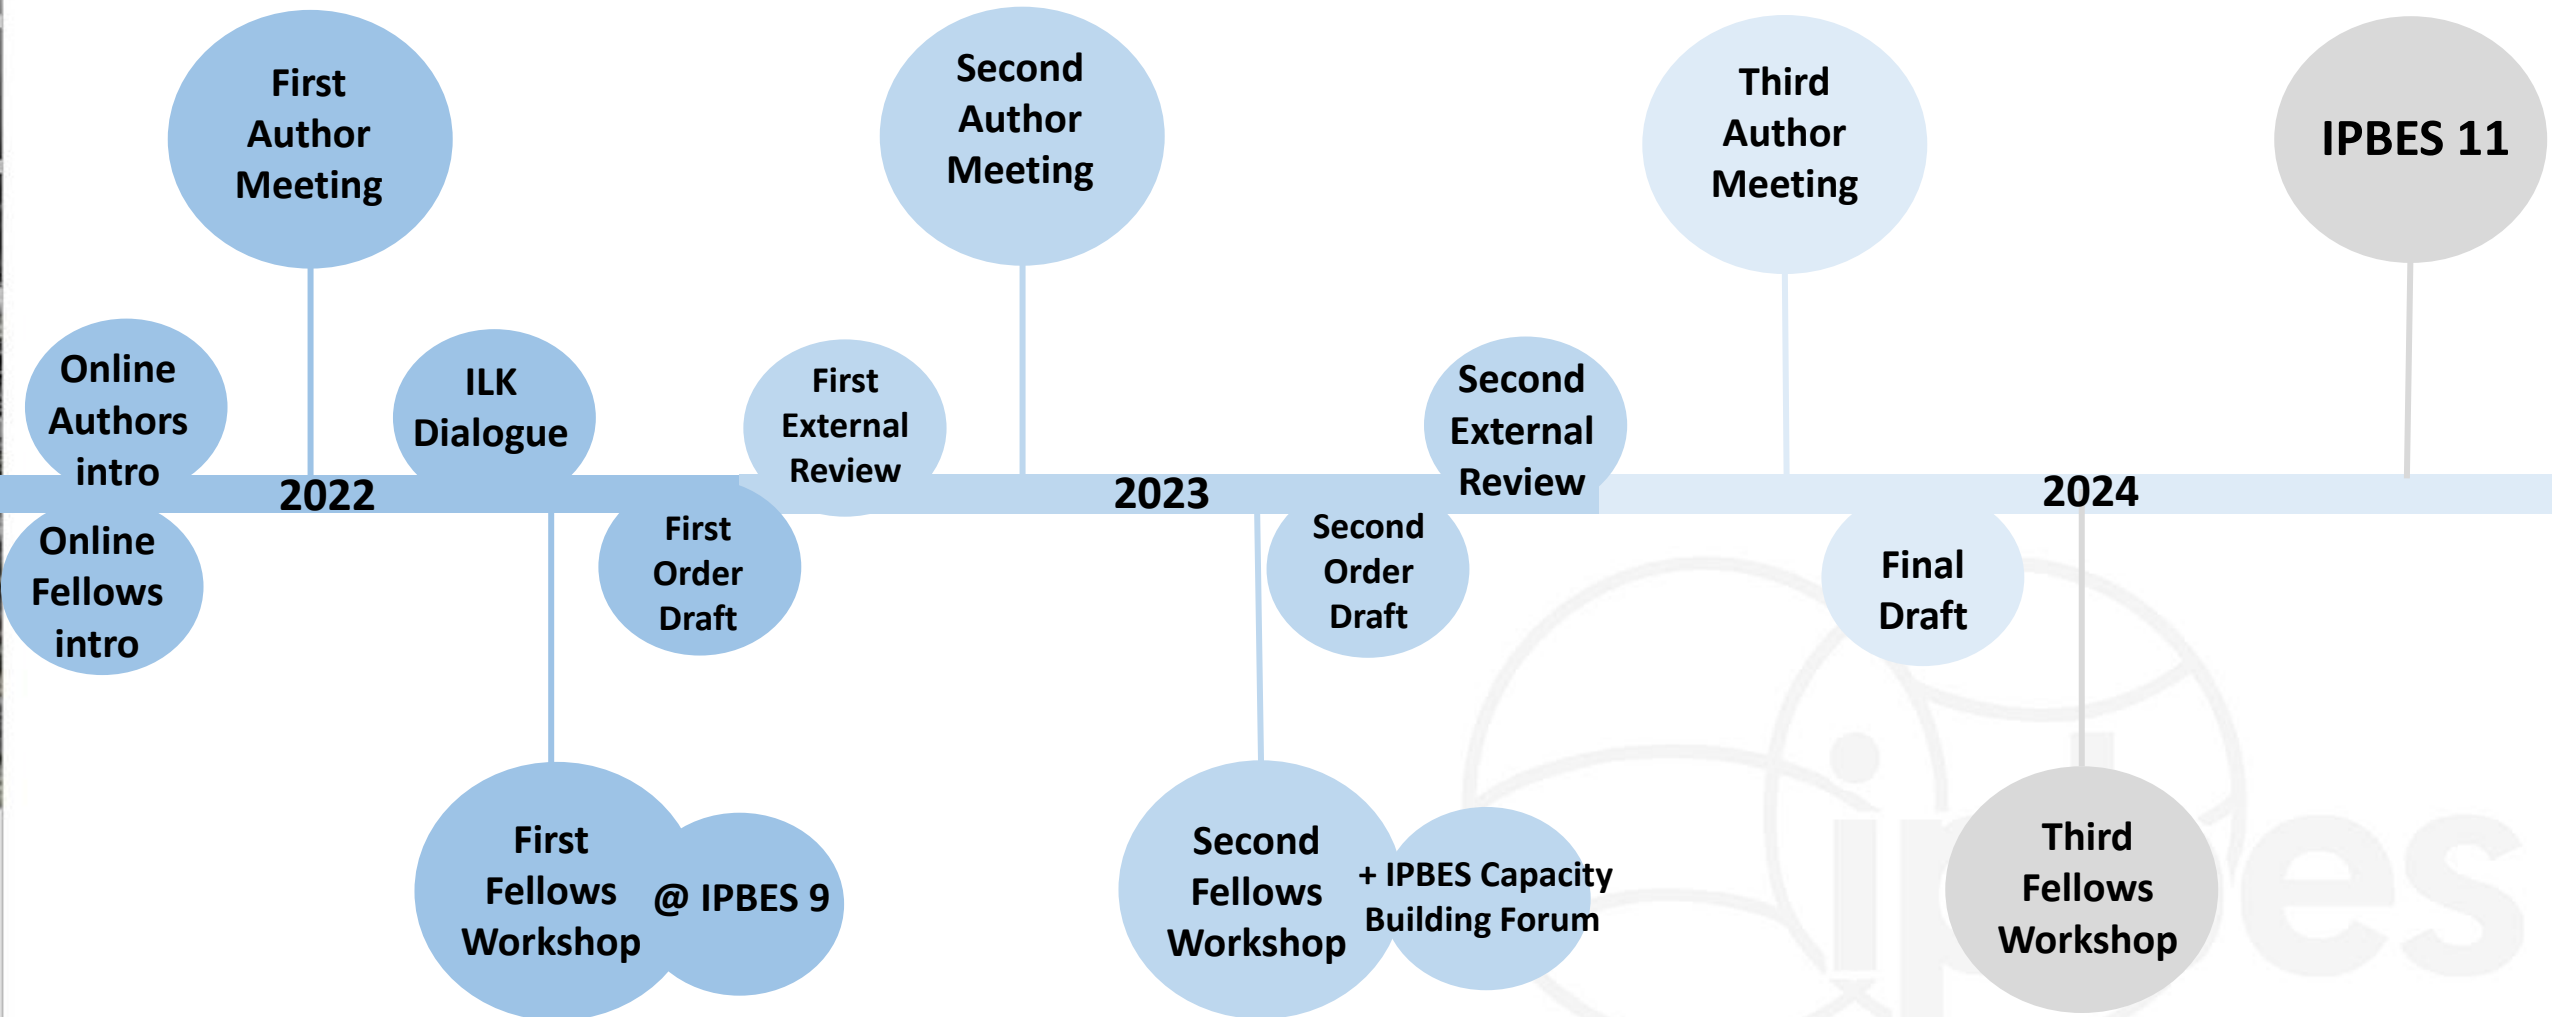 First
Author
Meeting
Second
Author
Meeting
Third
Author
Meeting
IPBES 11
Online
Authors
intro
ILK
Dialogue
First
External
Review
Second
External
Review
2022
2023
2024
Online
Fellows
intro
First
Order
Draft
Second
Order
Draft
Final
Draft
First
Fellows
Workshop
@ IPBES 9
Second
Fellows
Workshop
+ IPBES Capacity
Building Forum
Third
Fellows
Workshop
ipbes